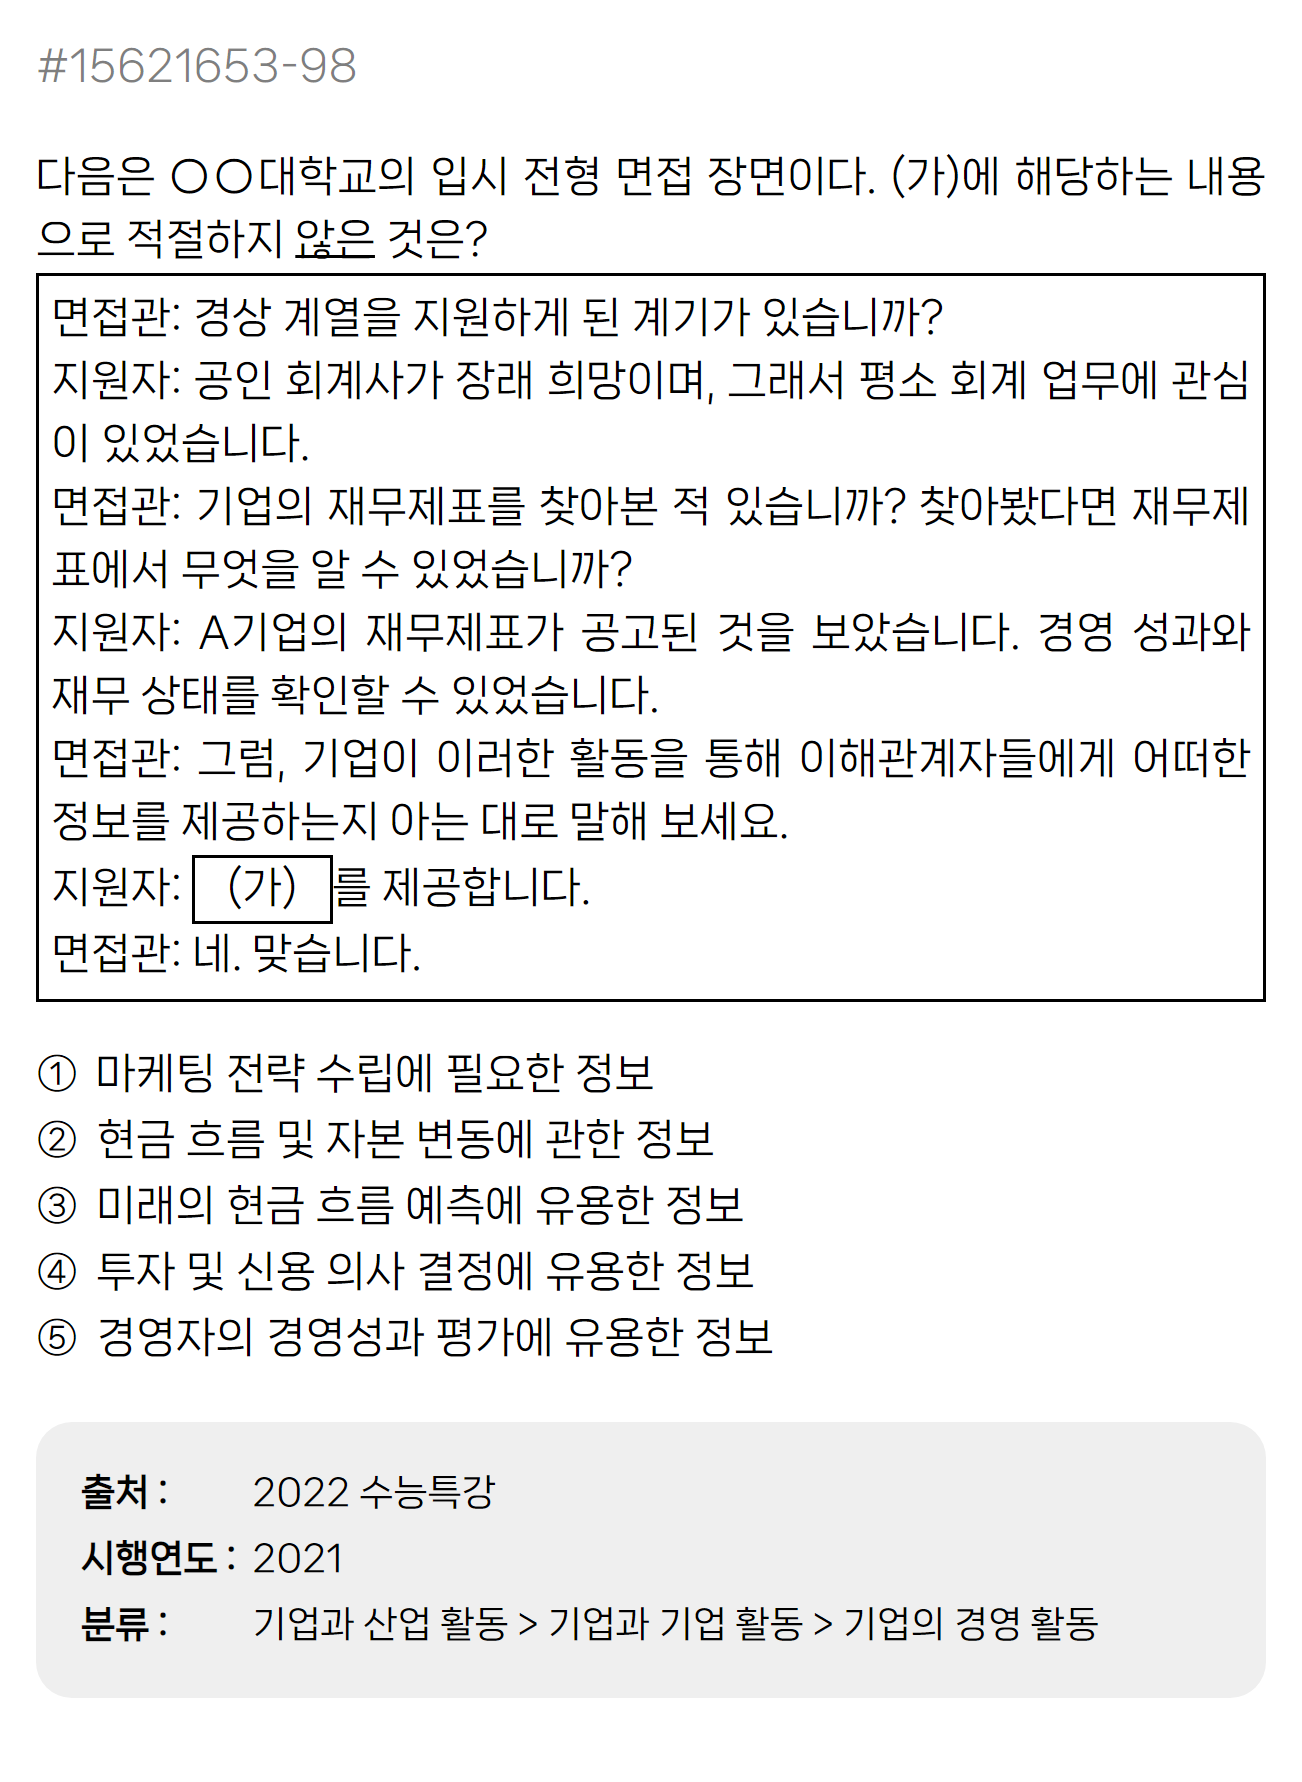 #15621653-98
다음은 〇〇대학교의 입시 전형 면접 장면이다. (가)에 해당하는 내용
으로 적절하지 않은 것은?
면접관: 경상 계열을 지원하게 된 계기가 있습니까?
지원자: 공인 회계사가 장래 희망이며, 그래서 평소 회계 업무에 관심
이 있었습니다.
면접관: 기업의 재무제표를 찾아본 적 있습니까? 찾아봤다면 재무제
표에서 무엇을 알 수 있었습니까?
지원자: A기업의 재무제표가 공고된 것을 보았습니다. 경영 성과와
재무 상태를 확인할 수 있었습니다.
면접관: 그럼, 기업이 이러한 활동을 통해 이해관계자들에게 어떠한
정보를 제공하는지 아는 대로 말해 보세요.
지원자: (가) 를 제공합니다.
면접관: 네. 맞습니다.
① 마케팅 전략 수립에 필요한 정보
② 현금 흐름 및 자본 변동에 관한 정보
③ 미래의 현금 흐름 예측에 유용한 정보
④ 투자 및 신용 의사 결정에 유용한 정보
⑤ 경영자의 경영성과 평가에 유용한 정보
출처 : 2022 수능특강
시행연도 : 2021
분류 : 기업과 산업 활동 > 기업과 기업 활동 > 기업의 경영 활동